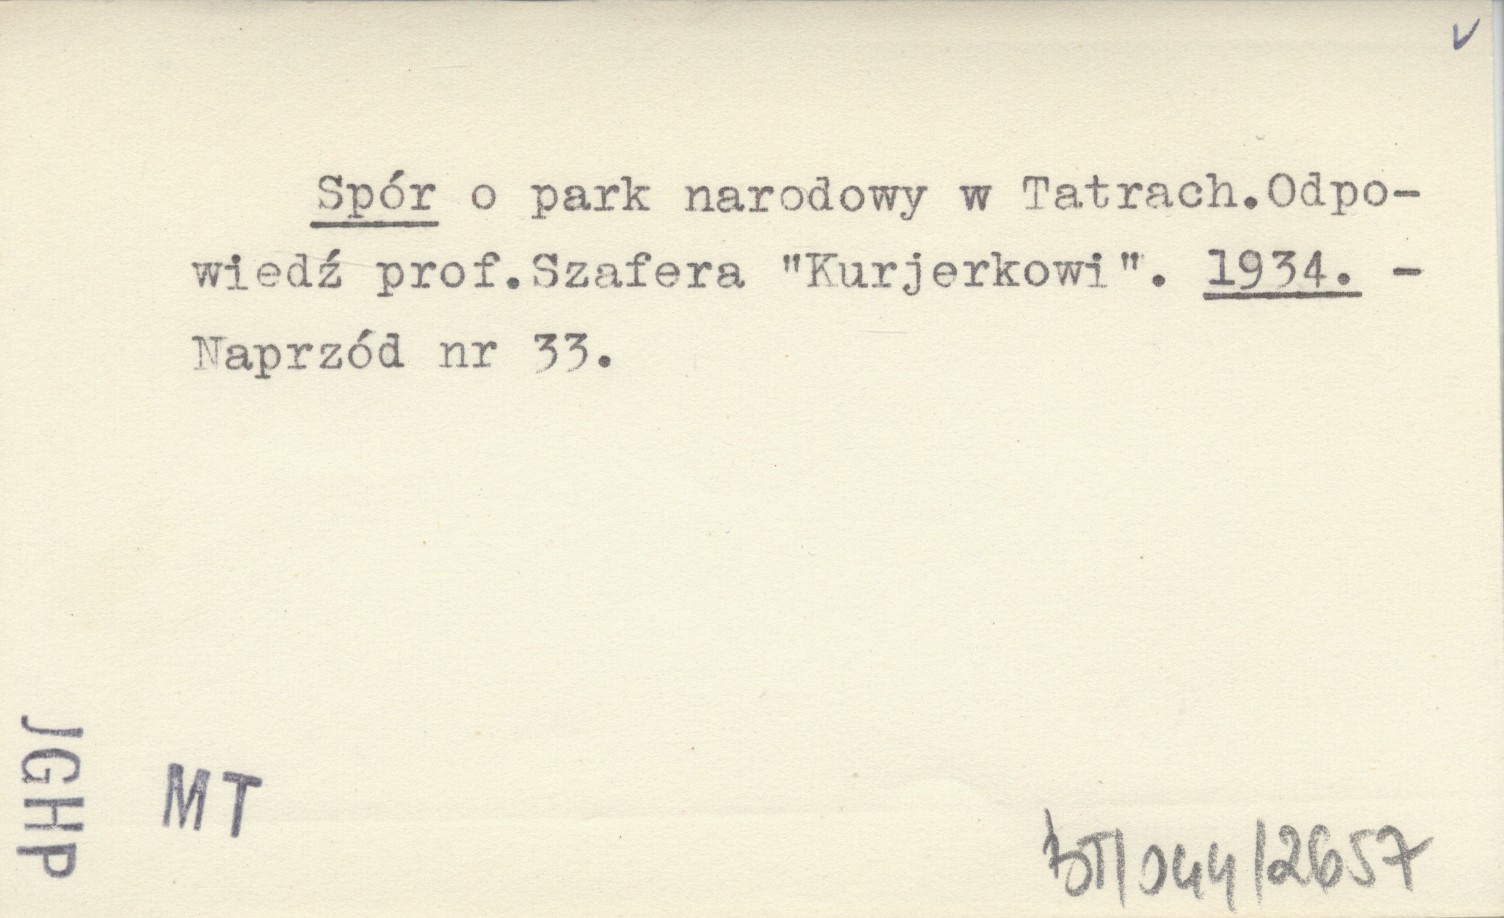 Spór o park narodowy w Tatrach.Odpo-
wiedź prof.Szafera "Kurjerkowi". 1934. -
Naprzód nr 33.
JGHP
MT
BT/044/2657